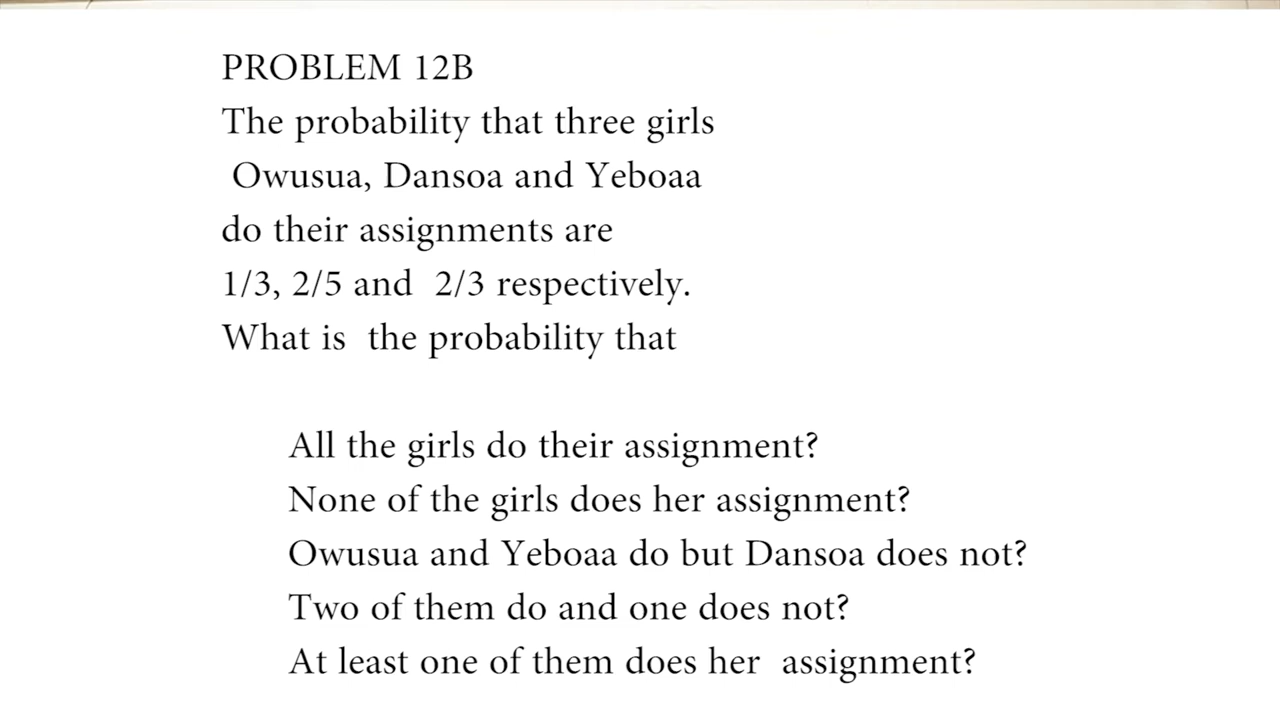 PROBLEM 12B
The probability that three girls
Owusua, Dansoa and Yeboaa
do their assignments are
1/3, 2/5 and  2/3 respectively.
What is  the probability that
All the girls do their assignment?
None of the girls does her assignment?
Owusua and Yeboaa do but Dansoa does not?
Two of them do and one does not?
At least one of them does her  assignment?